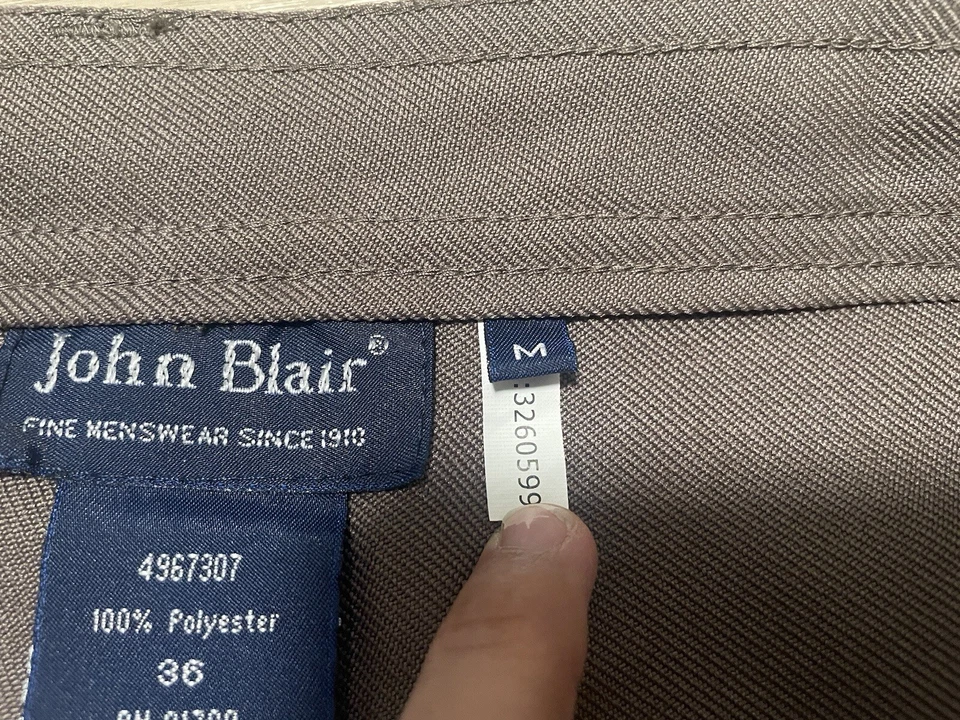 John Blair®
FINE MENSWEAR SINCE 1910
4967307
100% Polyester
36
M
:3260599